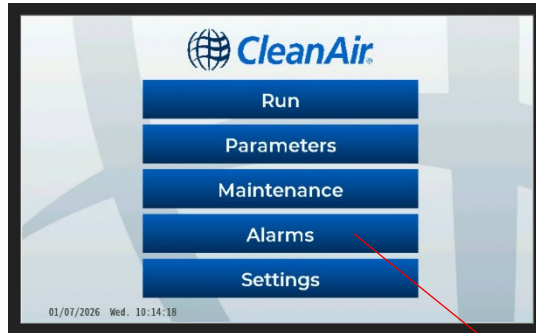 CleanAir®
Run
Parameters
Maintenance
Alarms
Settings
01/07/2026 Wed. 10:14:18